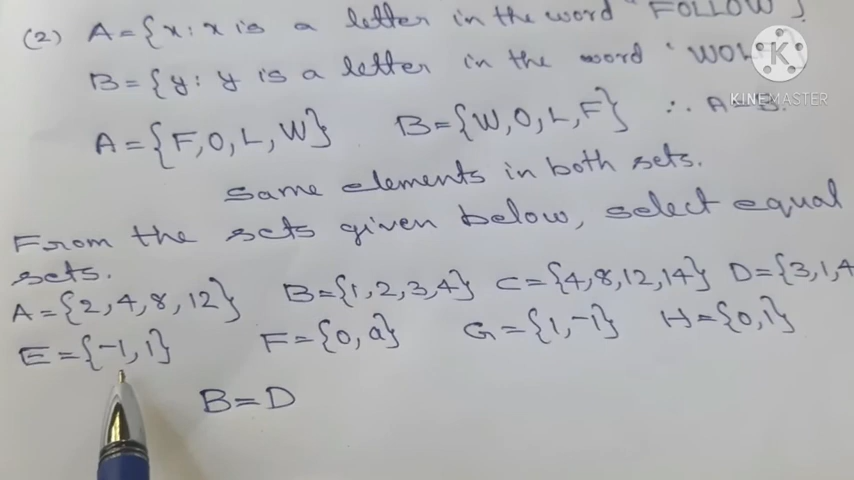 (2) A={x: x is a letter in the word "FOLLOW}
B={y: y is a letter in the word "WOL
KINEMASTER
A={F,O,L,W} B={W,O,L,F} ∴ A=B.
same elements in both sets.
From the sets given below, select equal
sets.
A={2,4,8,12} B={1,2,3,4} C={4,8,12,14} D={3,1,4
E={-1,1} F={0,a} G={1,-1} H={0,1}
B=D